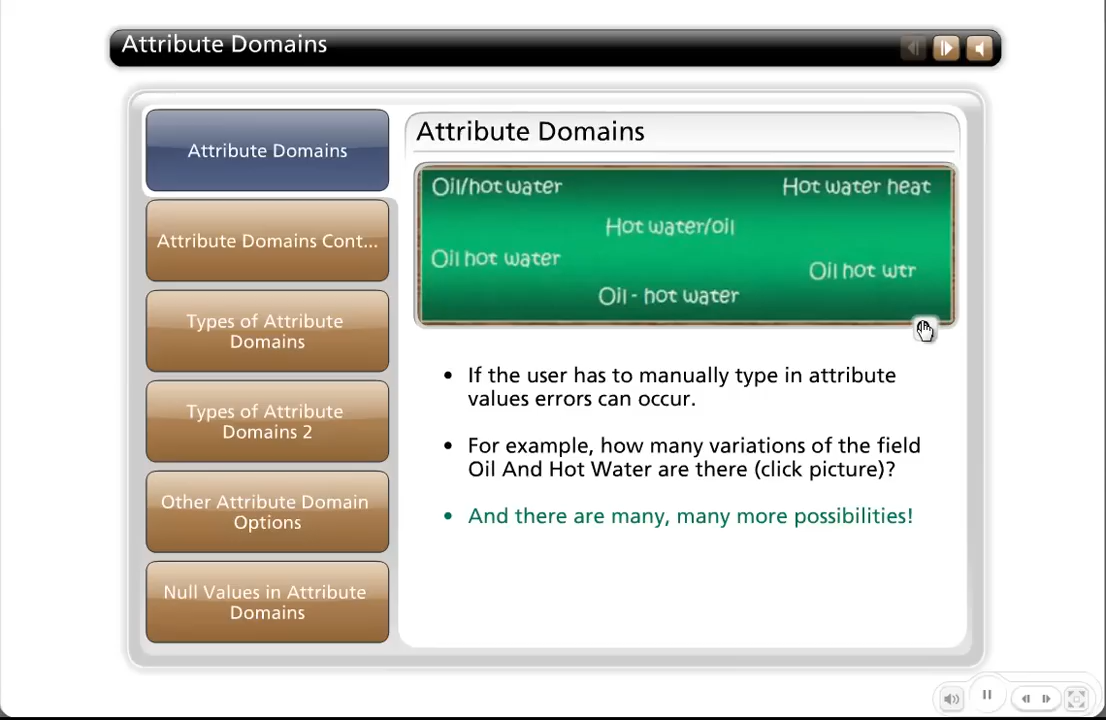 Attribute Domains
Attribute Domains
Attribute Domains Cont...
Types of Attribute
Domains
Types of Attribute
Domains 2
Other Attribute Domain
Options
Null Values in Attribute
Domains
Attribute Domains
Oil/hot water
Hot water heat
Hot water/oil
Oil hot water
Oil hot wtr
Oil - hot water
• If the user has to manually type in attribute
values errors can occur.
• For example, how many variations of the field
Oil And Hot Water are there (click picture)?
• And there are many, many more possibilities!